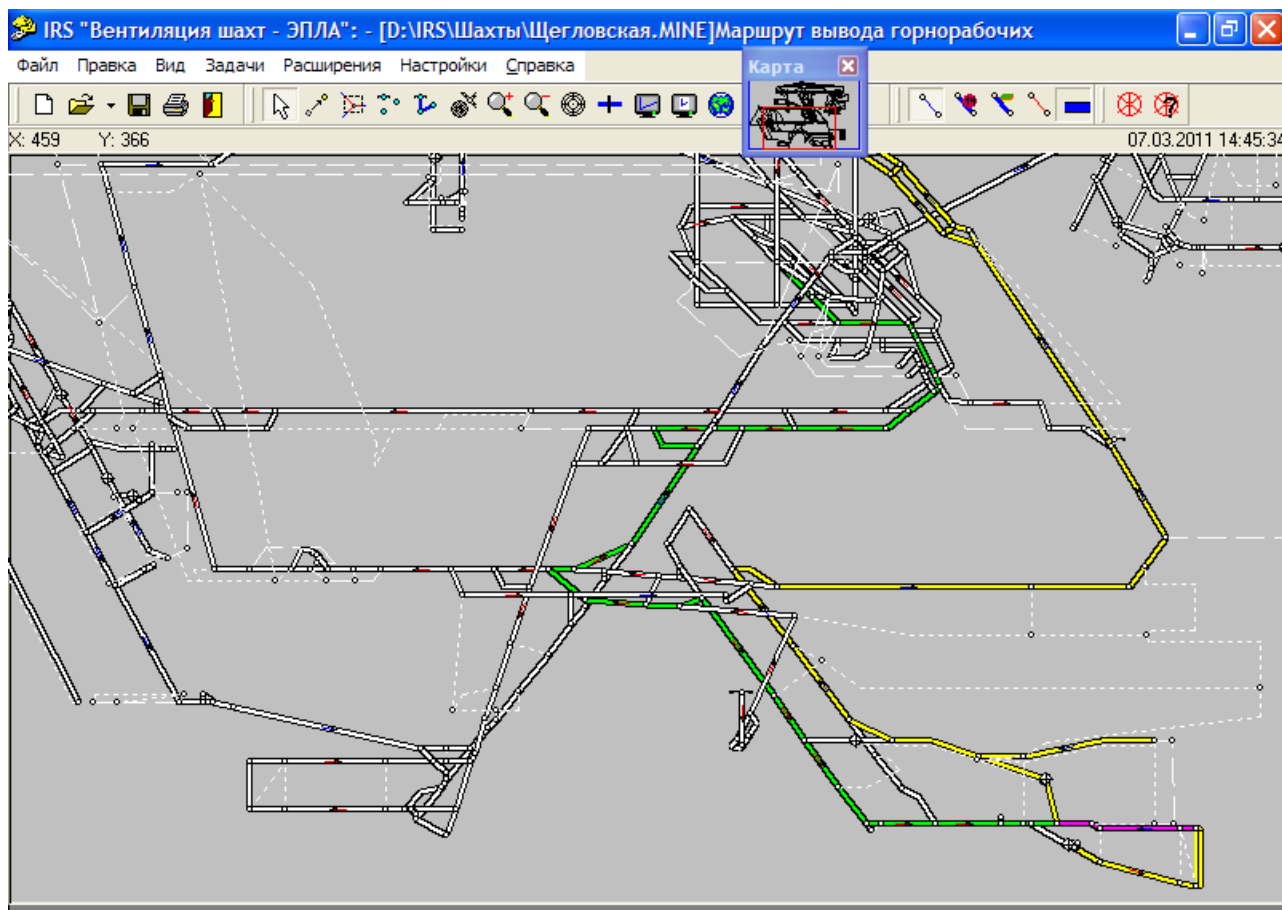 IRS "Вентиляция шахт - ЭПЛА": - [D:\IRS\Шахты\Щегловская.MINE]Маршрут вывода горнорабочих
Файл Правка Вид Задачи Расширения Настройки Справка
Карта
X: 459 Y: 366
07.03.2011 14:45:34